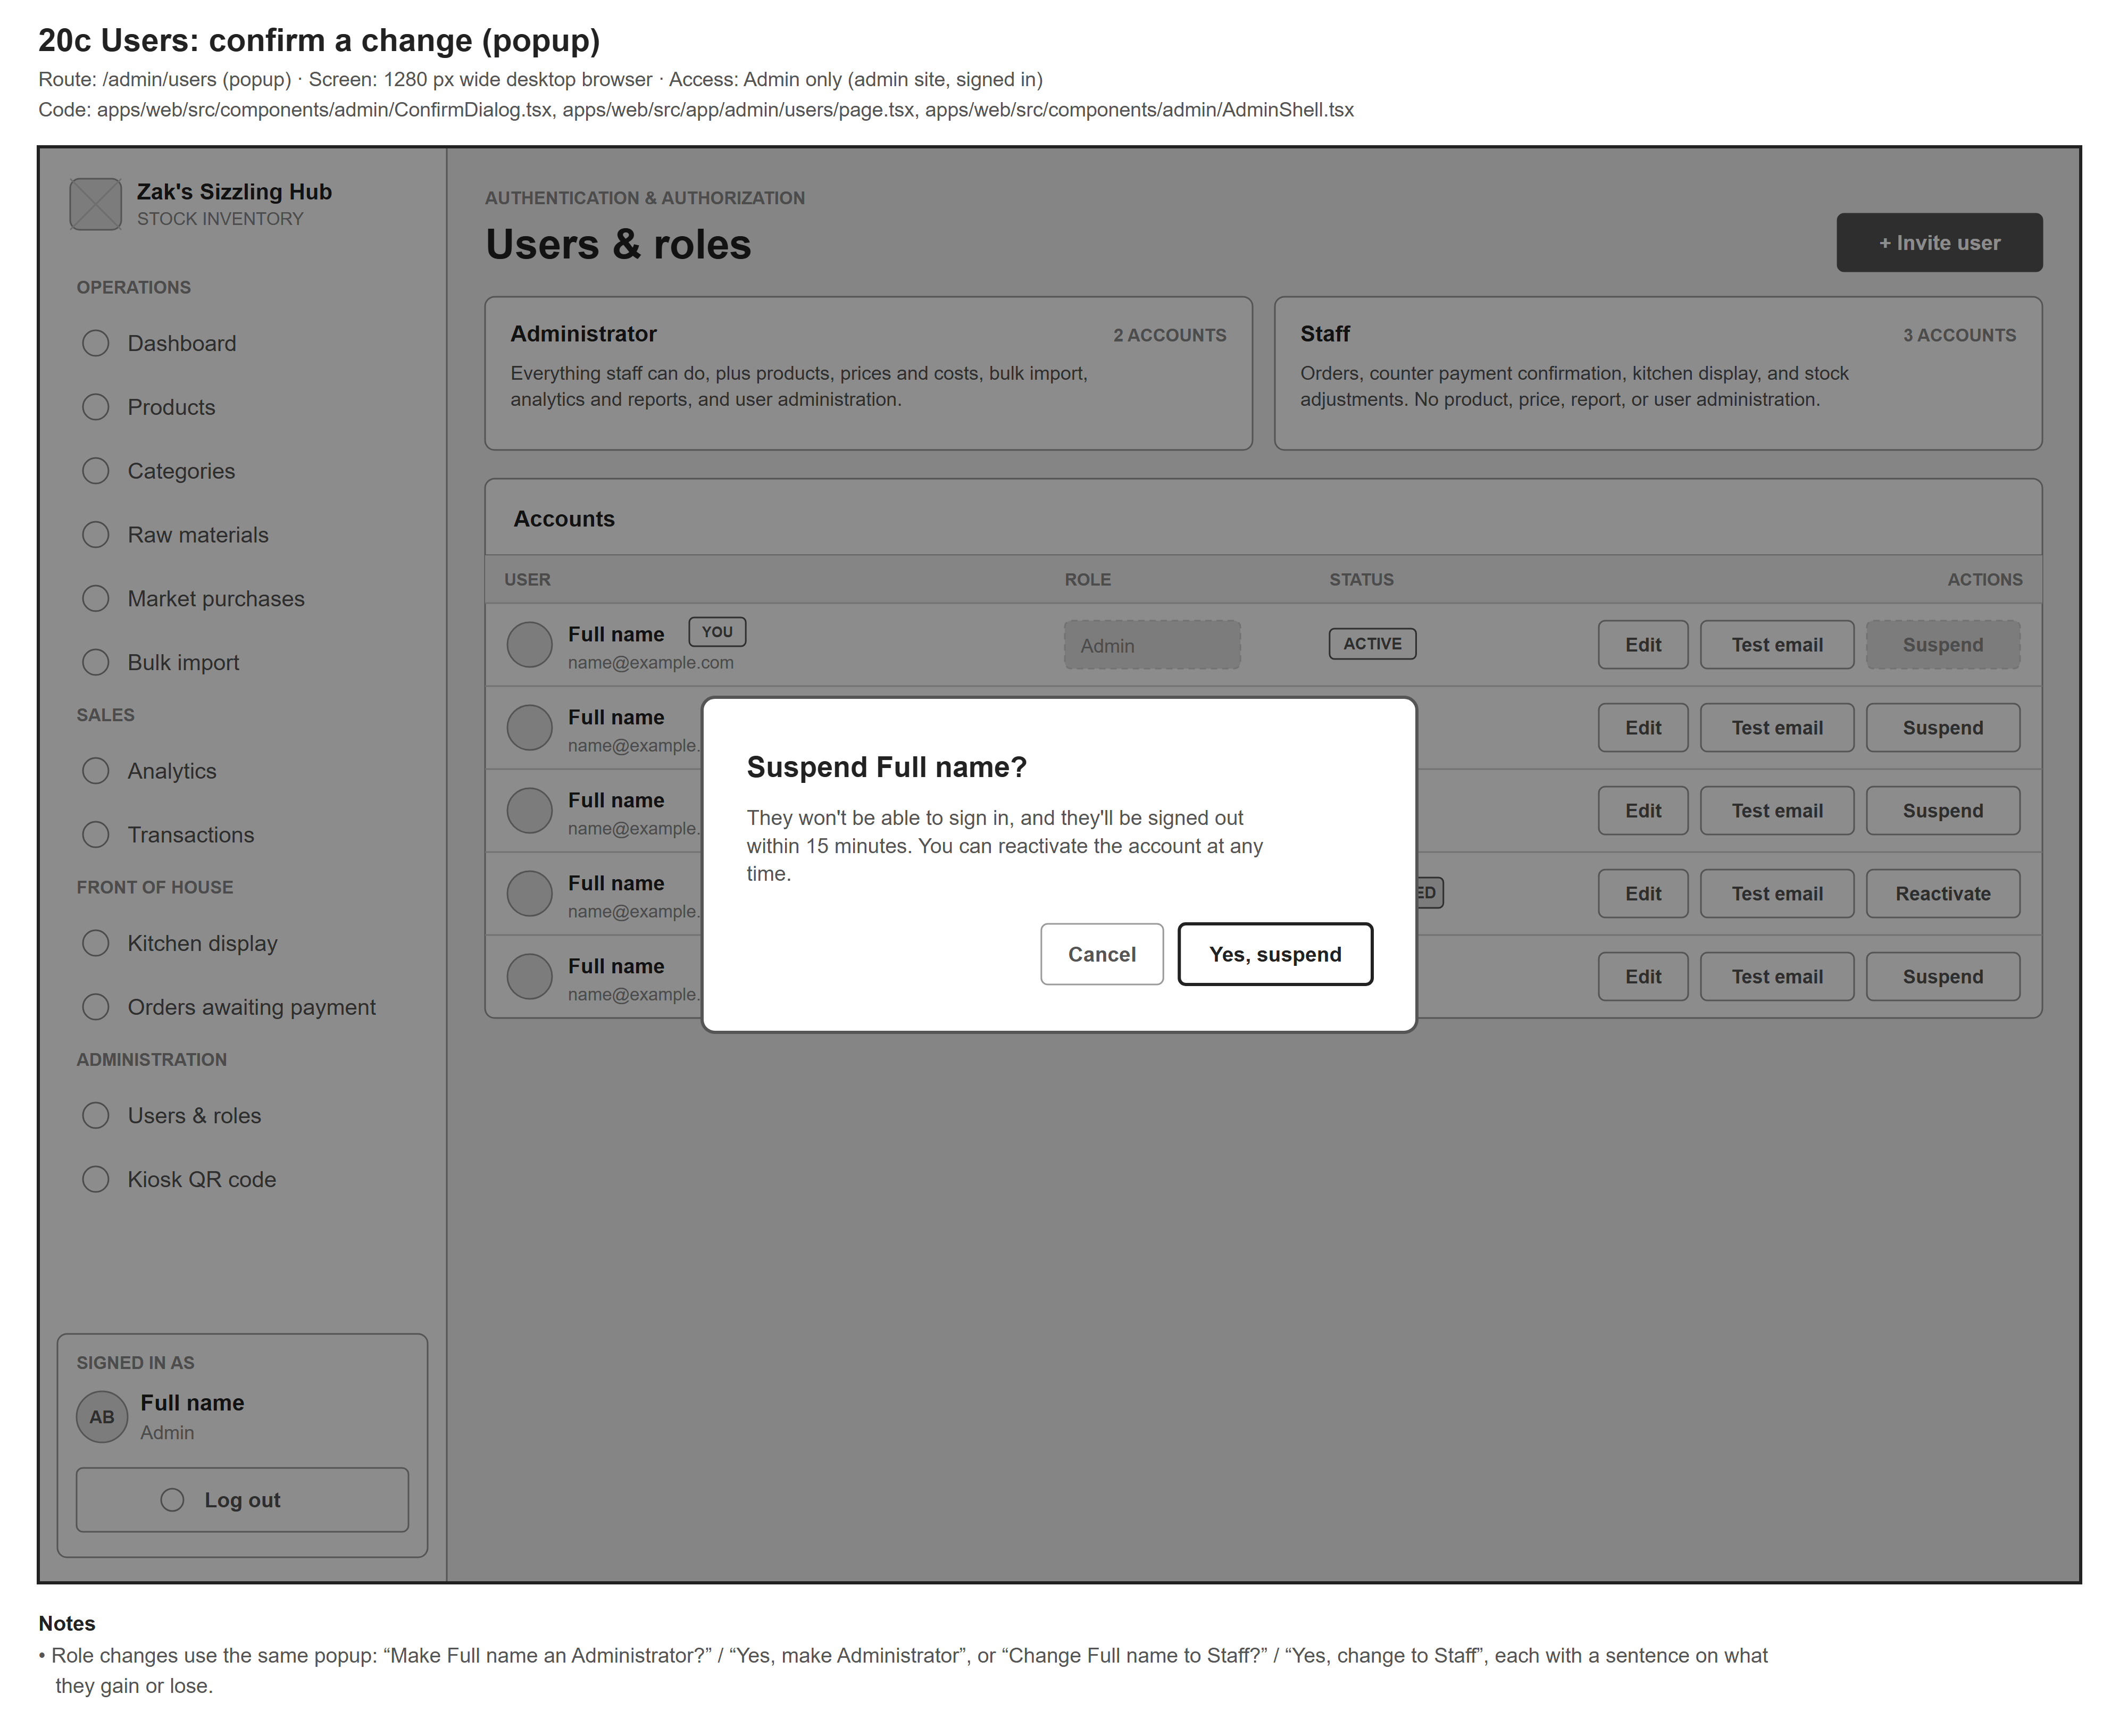 20c Users: confirm a change (popup)
Route: /admin/users (popup) · Screen: 1280 px wide desktop browser · Access: Admin only (admin site, signed in)
Code: apps/web/src/components/admin/ConfirmDialog.tsx, apps/web/src/app/admin/users/page.tsx, apps/web/src/components/admin/AdminShell.tsx
Zak's Sizzling Hub
STOCK INVENTORY
OPERATIONS
Dashboard
Products
Categories
Raw materials
Market purchases
Bulk import
SALES
Analytics
Transactions
FRONT OF HOUSE
Kitchen display
Orders awaiting payment
ADMINISTRATION
Users & roles
Kiosk QR code
SIGNED IN AS
AB
Full name
Admin
Log out
AUTHENTICATION & AUTHORIZATION
Users & roles
+ Invite user
Administrator
2 ACCOUNTS
Everything staff can do, plus products, prices and costs, bulk import,
analytics and reports, and user administration.
Staff
3 ACCOUNTS
Orders, counter payment confirmation, kitchen display, and stock
adjustments. No product, price, report, or user administration.
Accounts
USER ROLE STATUS ACTIONS
Full name YOU
name@example.com
Admin ACTIVE Edit Test email Suspend
Full name
name@example.
Edit Test email Suspend
Full name
name@example.
Edit Test email Suspend
Full name
name@example.
ED Edit Test email Reactivate
Full name
name@example.
Edit Test email Suspend
Suspend Full name?
They won't be able to sign in, and they'll be signed out
within 15 minutes. You can reactivate the account at any
time.
Cancel Yes, suspend
Notes
• Role changes use the same popup: “Make Full name an Administrator?” / “Yes, make Administrator”, or “Change Full name to Staff?” / “Yes, change to Staff”, each with a sentence on what
they gain or lose.